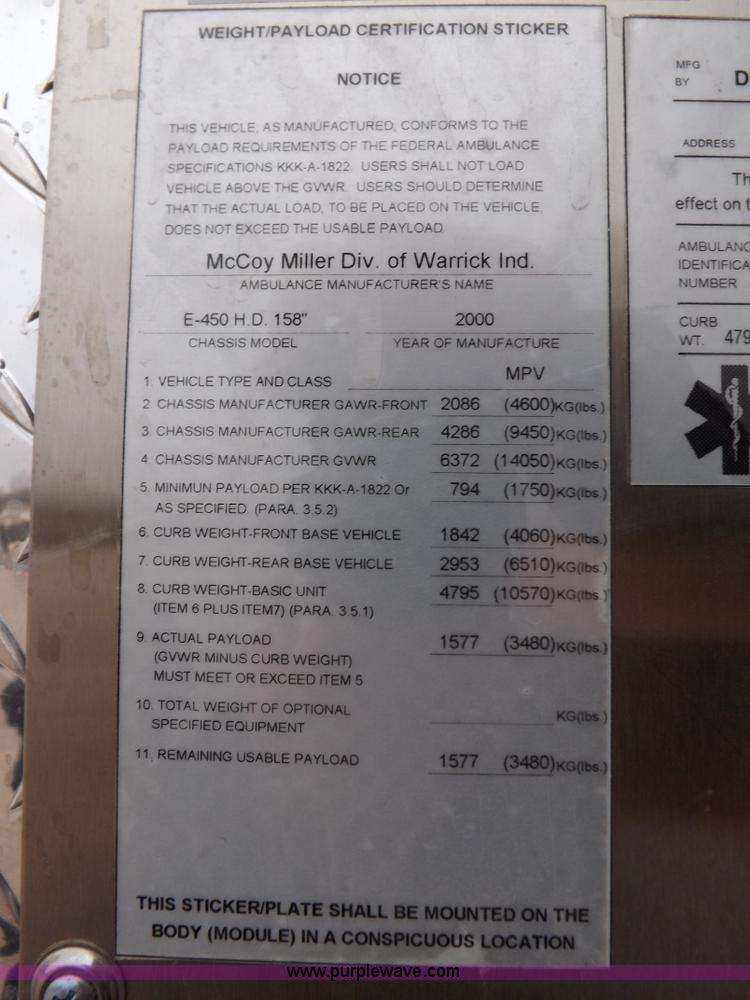 WEIGHT/PAYLOAD CERTIFICATION STICKER
NOTICE
THIS VEHICLE, AS MANUFACTURED, CONFORMS TO THE
PAYLOAD REQUIREMENTS OF THE FEDERAL AMBULANCE
SPECIFICATIONS KKK-A-1822. USERS SHALL NOT LOAD
VEHICLE ABOVE THE GVWR. USERS SHOULD DETERMINE
THAT THE ACTUAL LOAD, TO BE PLACED ON THE VEHICLE,
DOES NOT EXCEED THE USABLE PAYLOAD.
McCoy Miller Div. of Warrick Ind.
AMBULANCE MANUFACTURER'S NAME
E-450 H.D. 158" 2000
CHASSIS MODEL YEAR OF MANUFACTURE
1. VEHICLE TYPE AND CLASS MPV
2. CHASSIS MANUFACTURER GAWR-FRONT 2086 (4600)KG(lbs.)
3. CHASSIS MANUFACTURER GAWR-REAR 4286 (9450)KG(lbs.)
4. CHASSIS MANUFACTURER GVWR 6372 (14050)KG(lbs.)
5. MINIMUN PAYLOAD PER KKK-A-1822 Or 794 (1750)KG(lbs.)
AS SPECIFIED. (PARA. 3.5.2)
6. CURB WEIGHT-FRONT BASE VEHICLE 1842 (4060)KG(lbs.)
7. CURB WEIGHT-REAR BASE VEHICLE 2953 (6510)KG(lbs.)
8. CURB WEIGHT-BASIC UNIT 4795 (10570)KG(lbs.)
(ITEM 6 PLUS ITEM7) (PARA. 3.5.1)
9. ACTUAL PAYLOAD 1577 (3480)KG(lbs.)
(GVWR MINUS CURB WEIGHT)
MUST MEET OR EXCEED ITEM 5
10. TOTAL WEIGHT OF OPTIONAL KG(lbs.)
SPECIFIED EQUIPMENT
11. REMAINING USABLE PAYLOAD 1577 (3480)KG(lbs.)
THIS STICKER/PLATE SHALL BE MOUNTED ON THE
BODY (MODULE) IN A CONSPICUOUS LOCATION
MFG
BY D
ADDRESS
Th
effect on t
AMBULANC
IDENTIFICA
NUMBER
CURB
WT. 479
www.purplewave.com